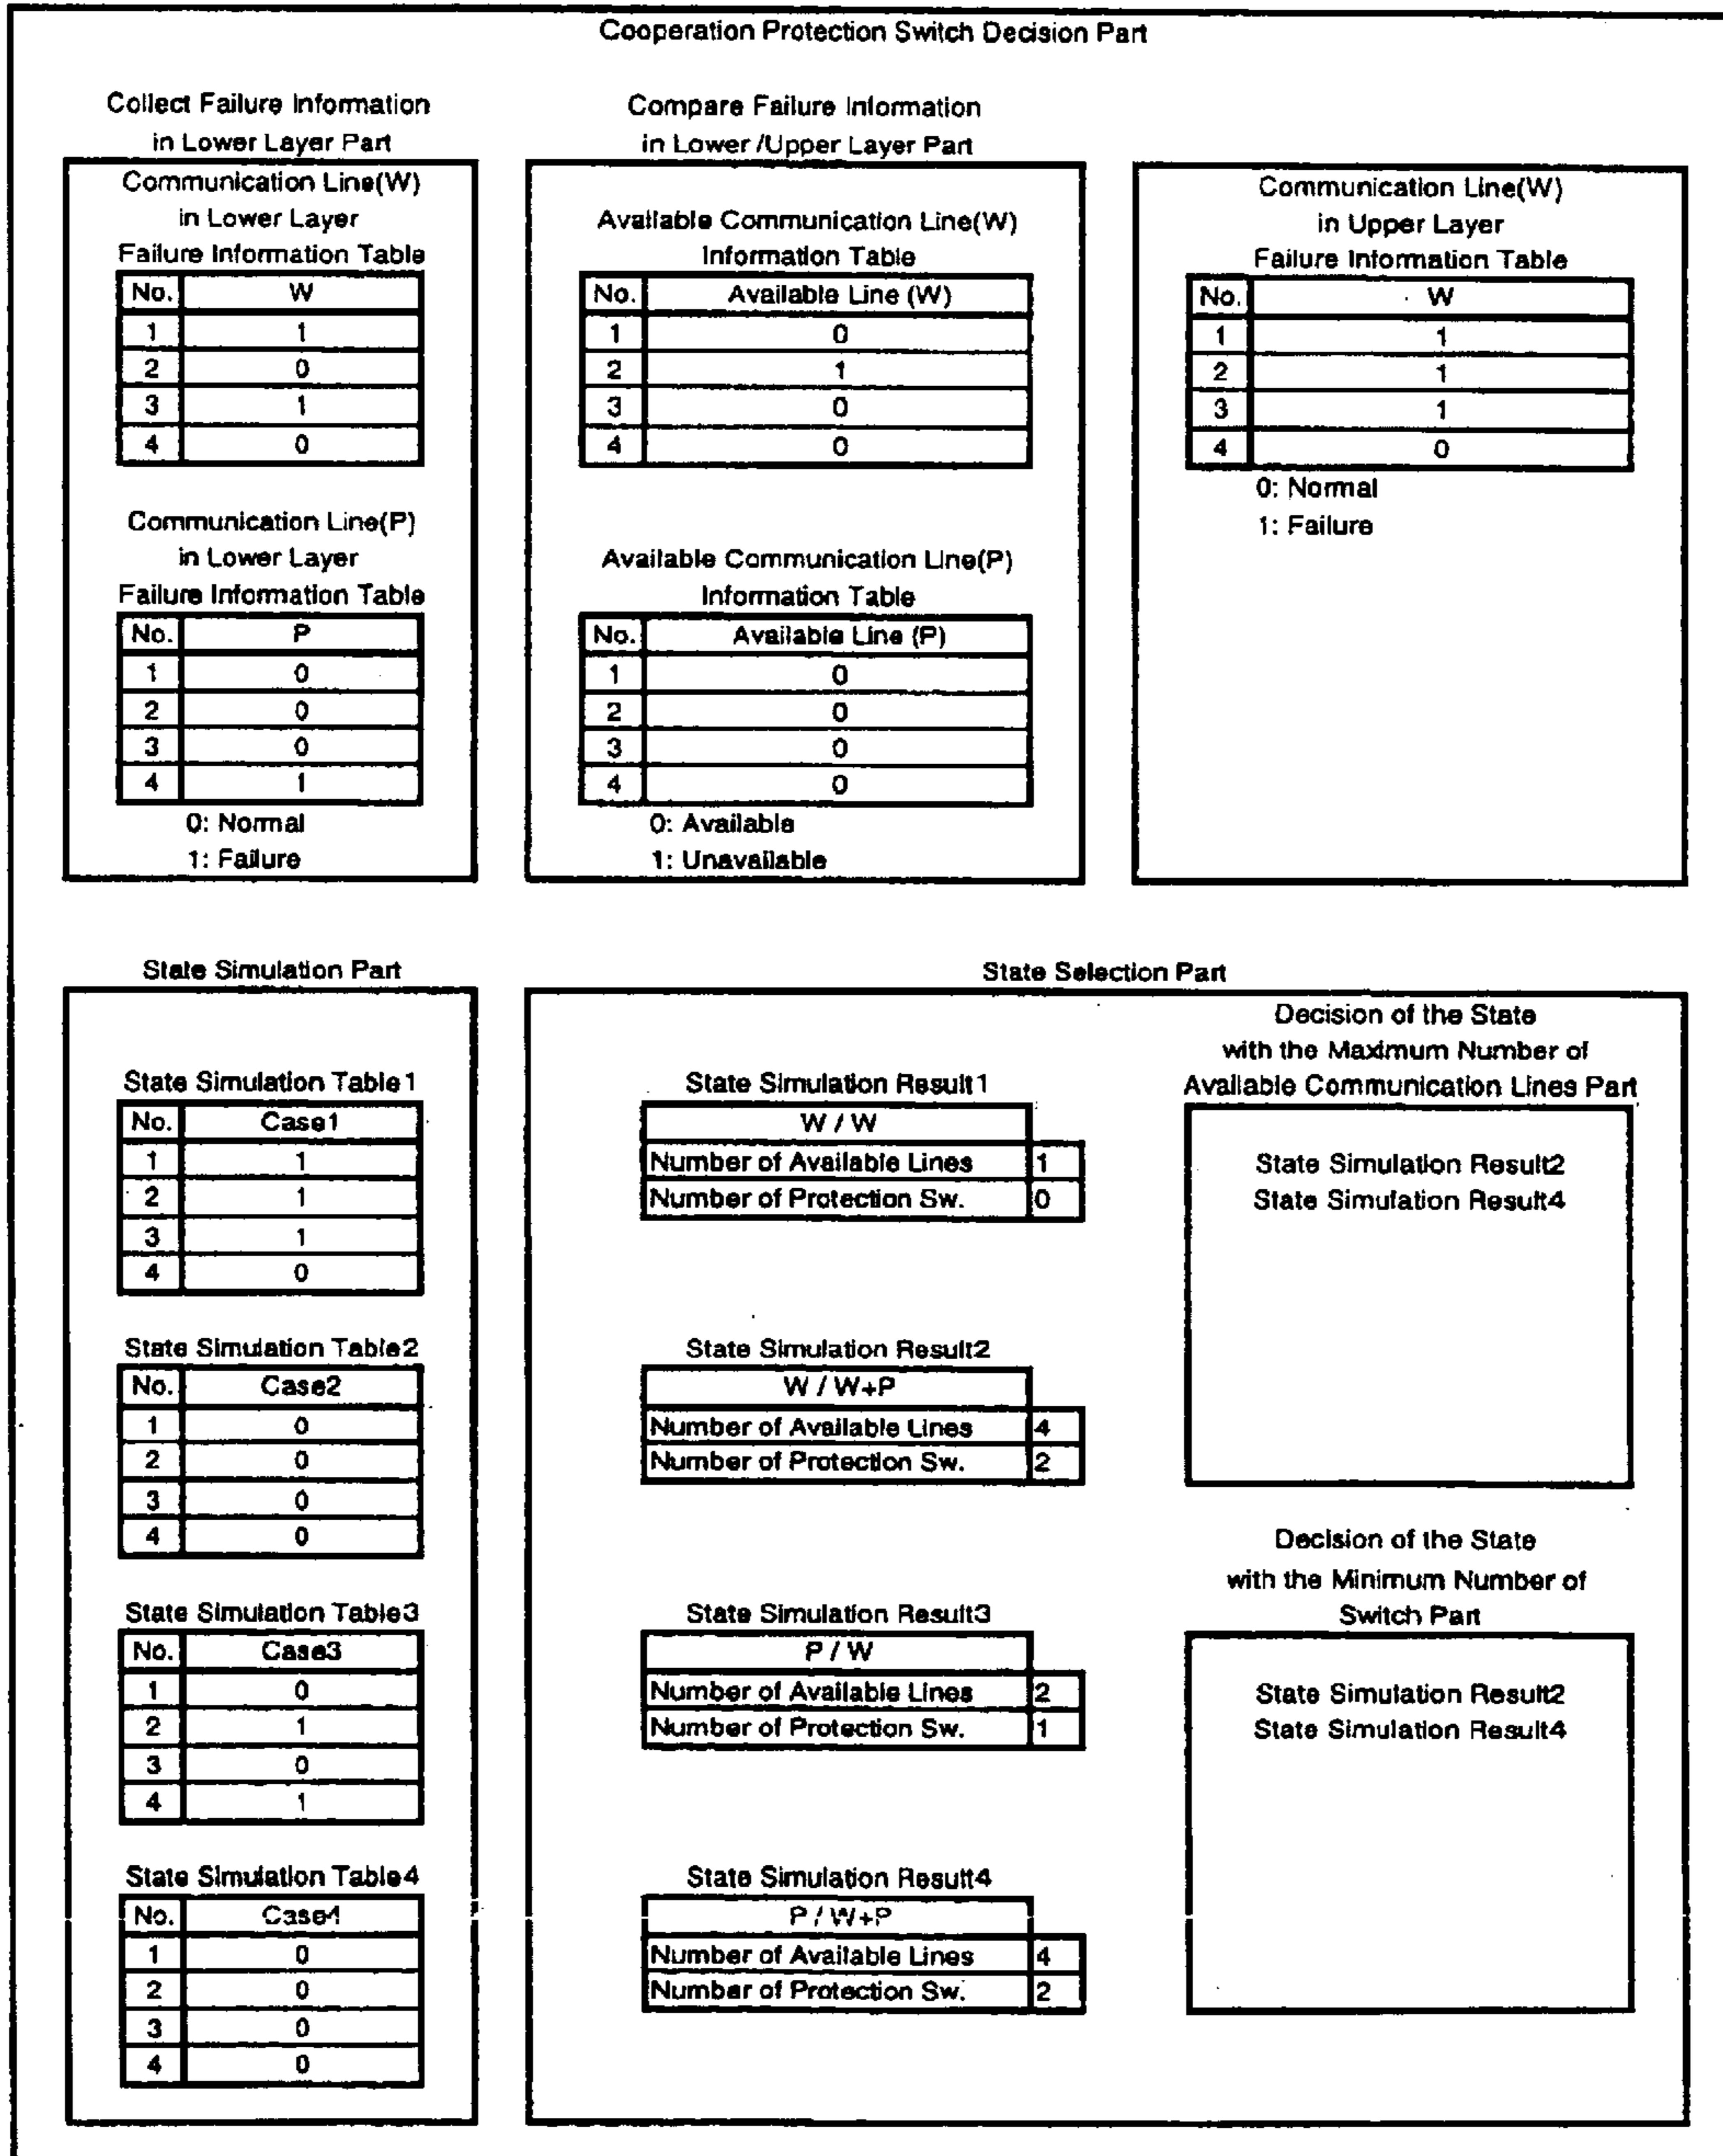 Cooperation Protection Switch Decision Part
Collect Failure Information
in Lower Layer Part
Communication Line(W)
in Lower Layer
Failure Information Table
No. W
1 1
2 0
3 1
4 0
Communication Line(P)
in Lower Layer
Failure Information Table
No. P
1 0
2 0
3 0
4 1
0: Normal
1: Failure
Compare Failure Information
in Lower /Upper Layer Part
Available Communication Line(W)
Information Table
No. Available Line (W)
1 0
2 1
3 0
4 0
Available Communication Line(P)
Information Table
No. Available Line (P)
1 0
2 0
3 0
4 0
0: Available
1: Unavailable
Communication Line(W)
in Upper Layer
Failure Information Table
No. W
1 1
2 1
3 1
4 0
0: Normal
1: Failure
State Simulation Part
State Simulation Table1
No. Case1
1 1
2 1
3 1
4 0
State Simulation Table2
No. Case2
1 0
2 0
3 0
4 0
State Simulation Table3
No. Case3
1 0
2 1
3 0
4 1
State Simulation Table4
No. Case4
1 0
2 0
3 0
4 0
State Selection Part
State Simulation Result1
W / W
Number of Available Lines 1
Number of Protection Sw. 0
State Simulation Result2
W / W+P
Number of Available Lines 4
Number of Protection Sw. 2
State Simulation Result3
P / W
Number of Available Lines 2
Number of Protection Sw. 1
State Simulation Result4
P / W+P
Number of Available Lines 4
Number of Protection Sw. 2
Decision of the State
with the Maximum Number of
Available Communication Lines Part
State Simulation Result2
State Simulation Result4
Decision of the State
with the Minimum Number of
Switch Part
State Simulation Result2
State Simulation Result4